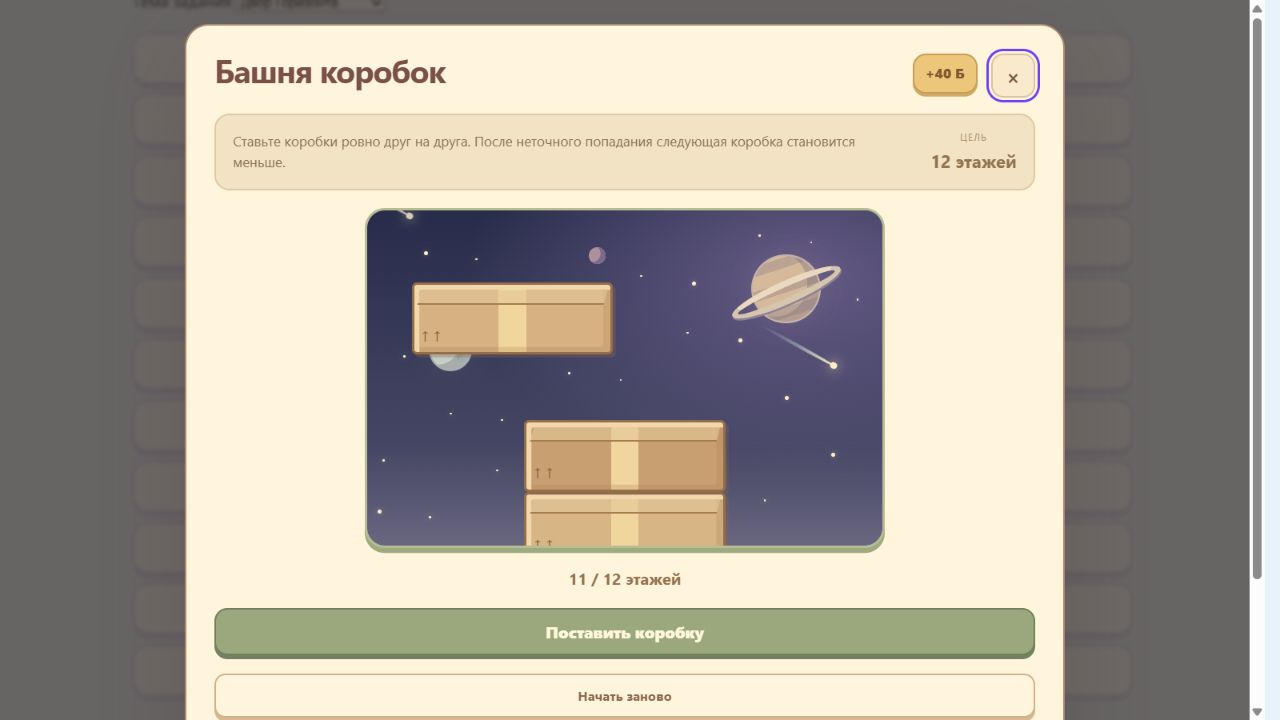 Башня коробок
+40 Б
×
Ставьте коробки ровно друг на друга. После неточного попадания следующая коробка становится
меньше.
ЦЕЛЬ
12 этажей
↑ ↑
↑ ↑
↑ ↑
11 / 12 этажей
Поставить коробку
Начать заново